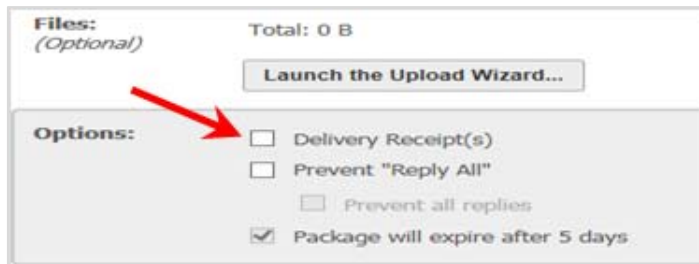 Files:
(Optional)
Total: 0 B
Launch the Upload Wizard...
Options:
Delivery Receipt(s)
Prevent "Reply All"
Prevent all replies
Package will expire after 5 days